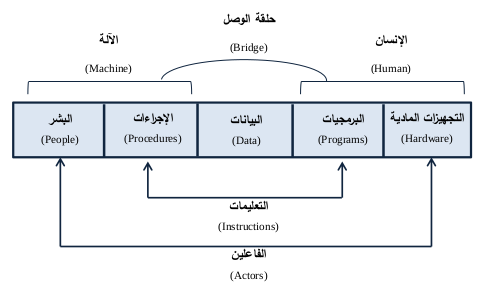 حلقة الوصل
(Bridge)
الإنسان
(Human)
الآلة
(Machine)
التجهيزات المادية
(Hardware)
البرمجيات
(Programs)
البيانات
(Data)
الإجراءات
(Procedures)
البشر
(People)
التعليمات
(Instructions)
الفاعلين
(Actors)